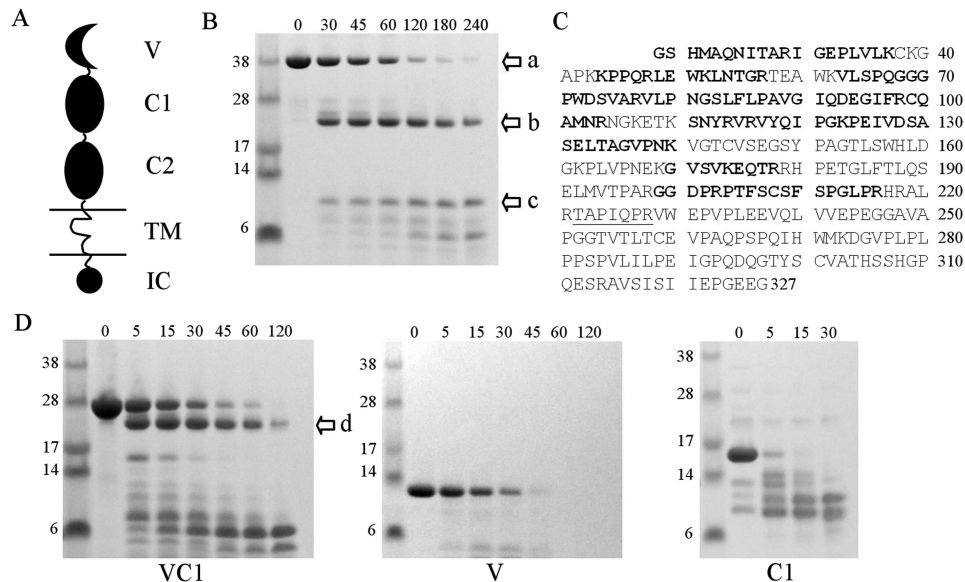 A
V
C1
C2
TM
IC
B
0 30 45 60 120 180 240
38
28
17
14
6
a
b
c
C
GS HMAQNITARI GEPLVLKCKG 40
APKKPPQRLE WKLNTGRTEA WKVLSPQGGG 70
PWDSVARVLP NGSLFLPAVG IQDEGIFRCQ 100
AMNRNGKETK SNYRVRVYQI PGKPEIVDSA 130
SELTAGVPNK VGTCVSEGSY PAGTLSWHLD 160
GKPLVPNEKG VSVKEQTRRH PETGLFTLQS 190
ELMVTPARGG DPRPTFSCSF SPGLPRHRAL 220
RTAPIQPRVW EPVPLEEVQL VVEPEGGAVA 250
PGGTVTLTCE VPAQPSPQIH WMKDGVPLPL 280
PPSPVLILPE IGPQDQGTYS CVATHSSHGP 310
QESRAVSISI IEPGEEG 327
D
0 5 15 30 45 60 120
38
28
17
14
6
d
VC1
0 5 15 30 45 60 120
38
28
17
14
6
V
0 5 15 30
38
28
17
14
6
C1